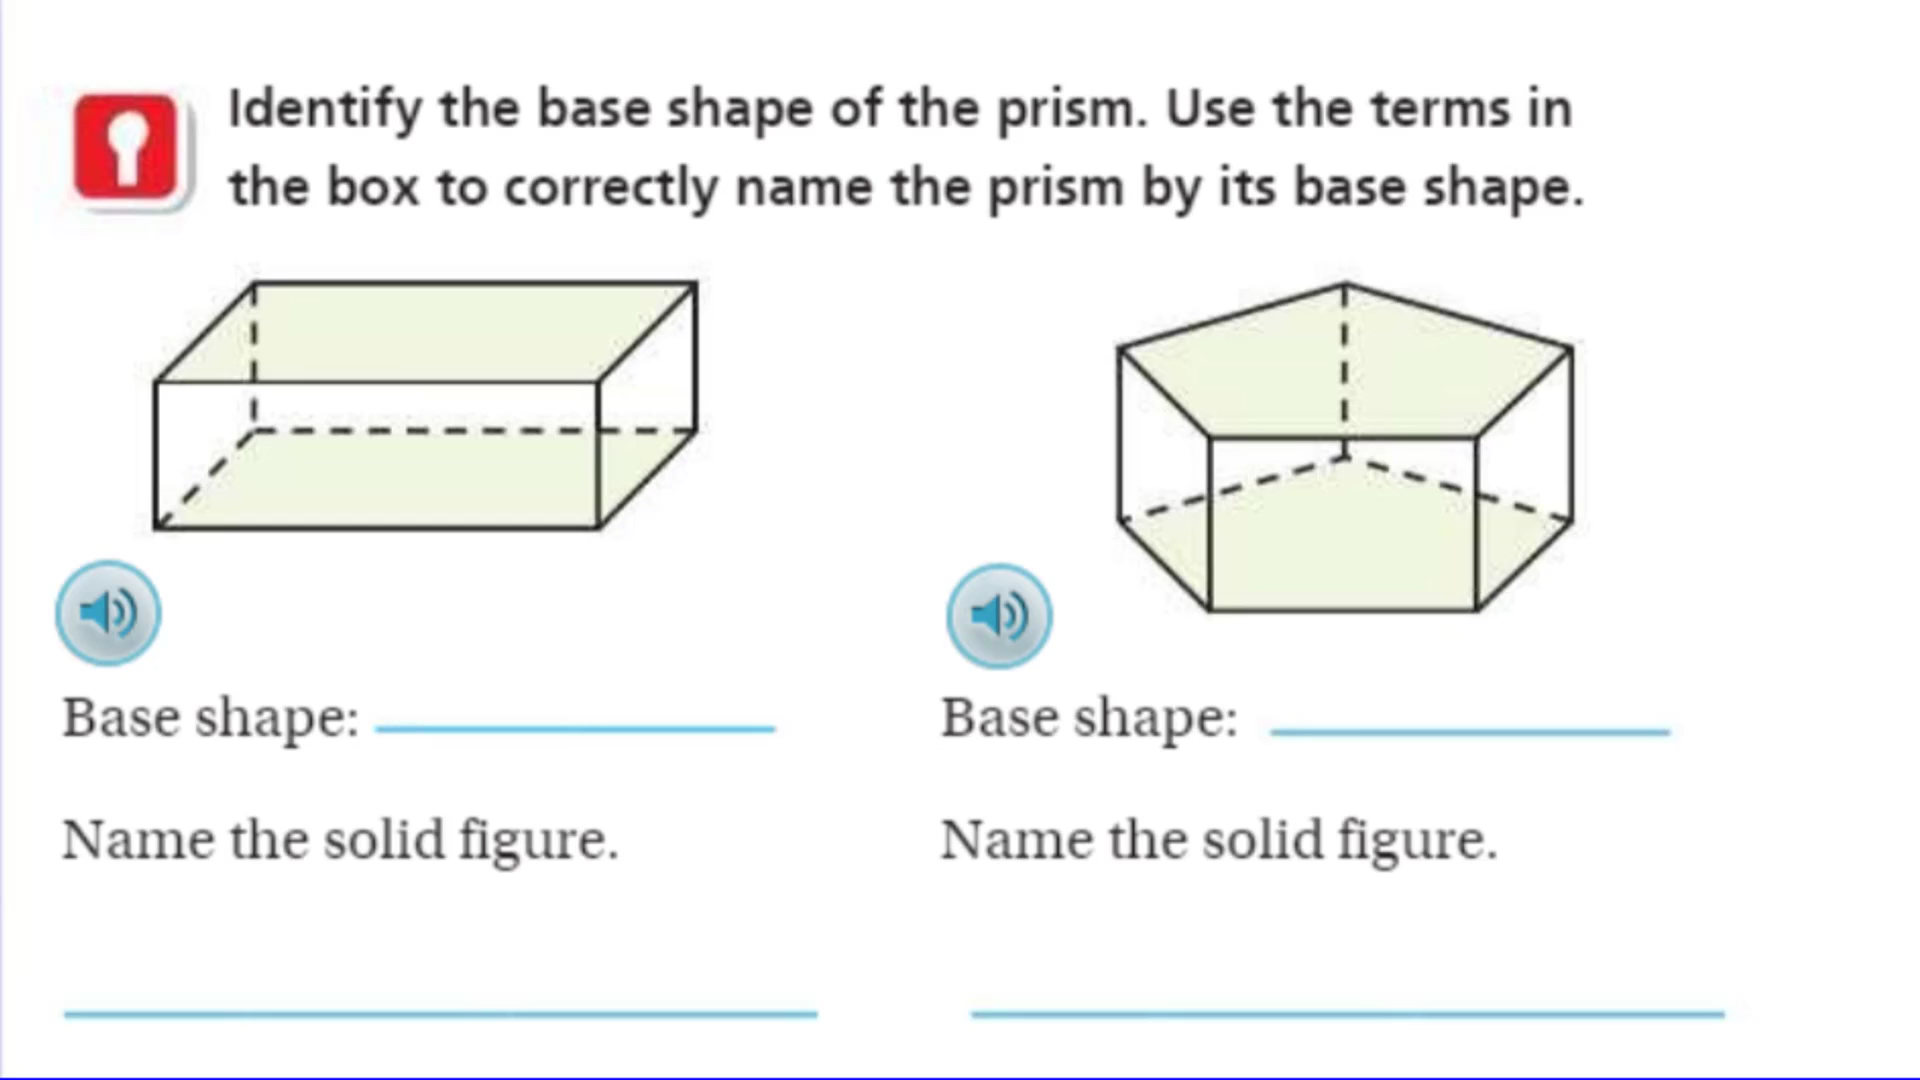 Identify the base shape of the prism. Use the terms in
the box to correctly name the prism by its base shape.
Base shape:
Base shape:
Name the solid figure.
Name the solid figure.